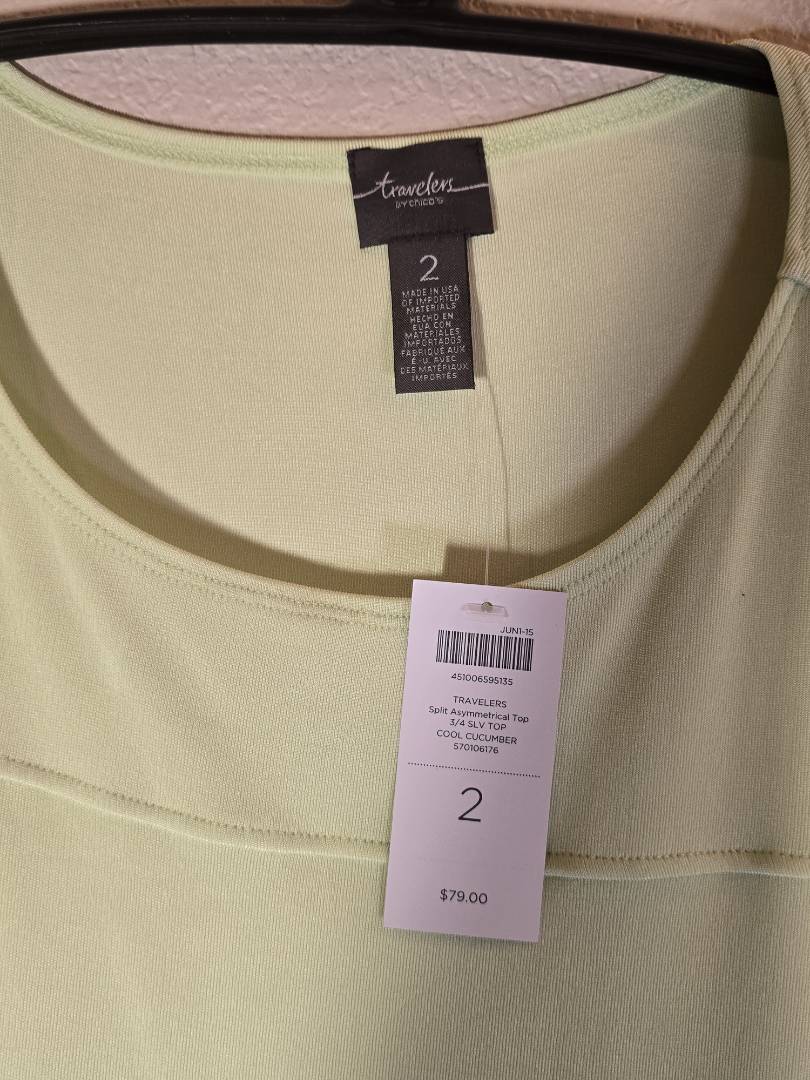 travelers
BY CHICO'S
2
MADE IN USA
OF IMPORTED
MATERIALS
HECHO EN
EUA CON
MATERIALES
IMPORTADOS
FABRIQUÉ AUX
É.-U. AVEC
DES MATÉRIAUX
IMPORTÉS
JUN1-15
451006595135
TRAVELERS
Split Asymmetrical Top
3/4 SLV TOP
COOL CUCUMBER
570106176
2
$79.00